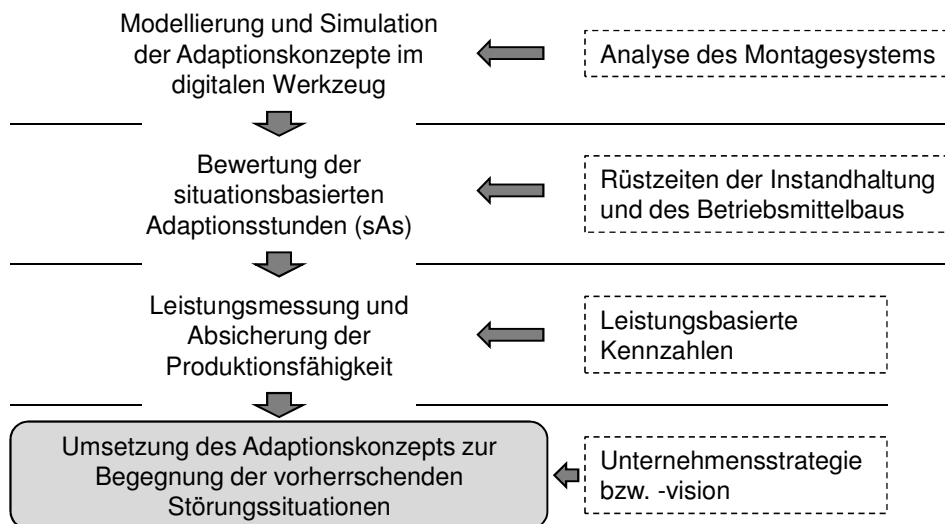 Modellierung und Simulation
der Adaptionskonzepte im
digitalen Werkzeug
Analyse des Montagesystems
Bewertung der
situationsbasierten
Adaptionsstunden (sAs)
Rüstzeiten der Instandhaltung
und des Betriebsmittelbaus
Leistungsmessung und
Absicherung der
Produktionsfähigkeit
Leistungsbasierte
Kennzahlen
Umsetzung des Adaptionskonzepts zur
Begegnung der vorherrschenden
Störungssituationen
Unternehmensstrategie
bzw. -vision